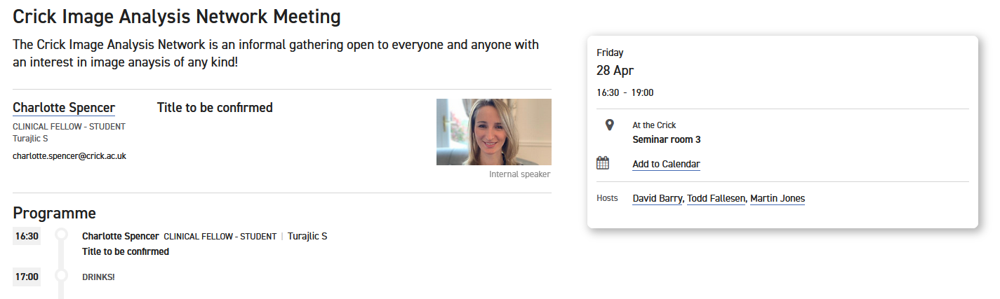 Crick Image Analysis Network Meeting
The Crick Image Analysis Network is an informal gathering open to everyone and anyone with
an interest in image anaysis of any kind!
Charlotte Spencer
CLINICAL FELLOW - STUDENT
Turajlic S
charlotte.spencer@crick.ac.uk
Title to be confirmed
Internal speaker
Programme
16:30
Charlotte Spencer CLINICAL FELLOW - STUDENT | Turajlic S
Title to be confirmed
17:00
DRINKS!
Friday
28 Apr
16:30 - 19:00
At the Crick
Seminar room 3
Add to Calendar
Hosts David Barry, Todd Fallesen, Martin Jones